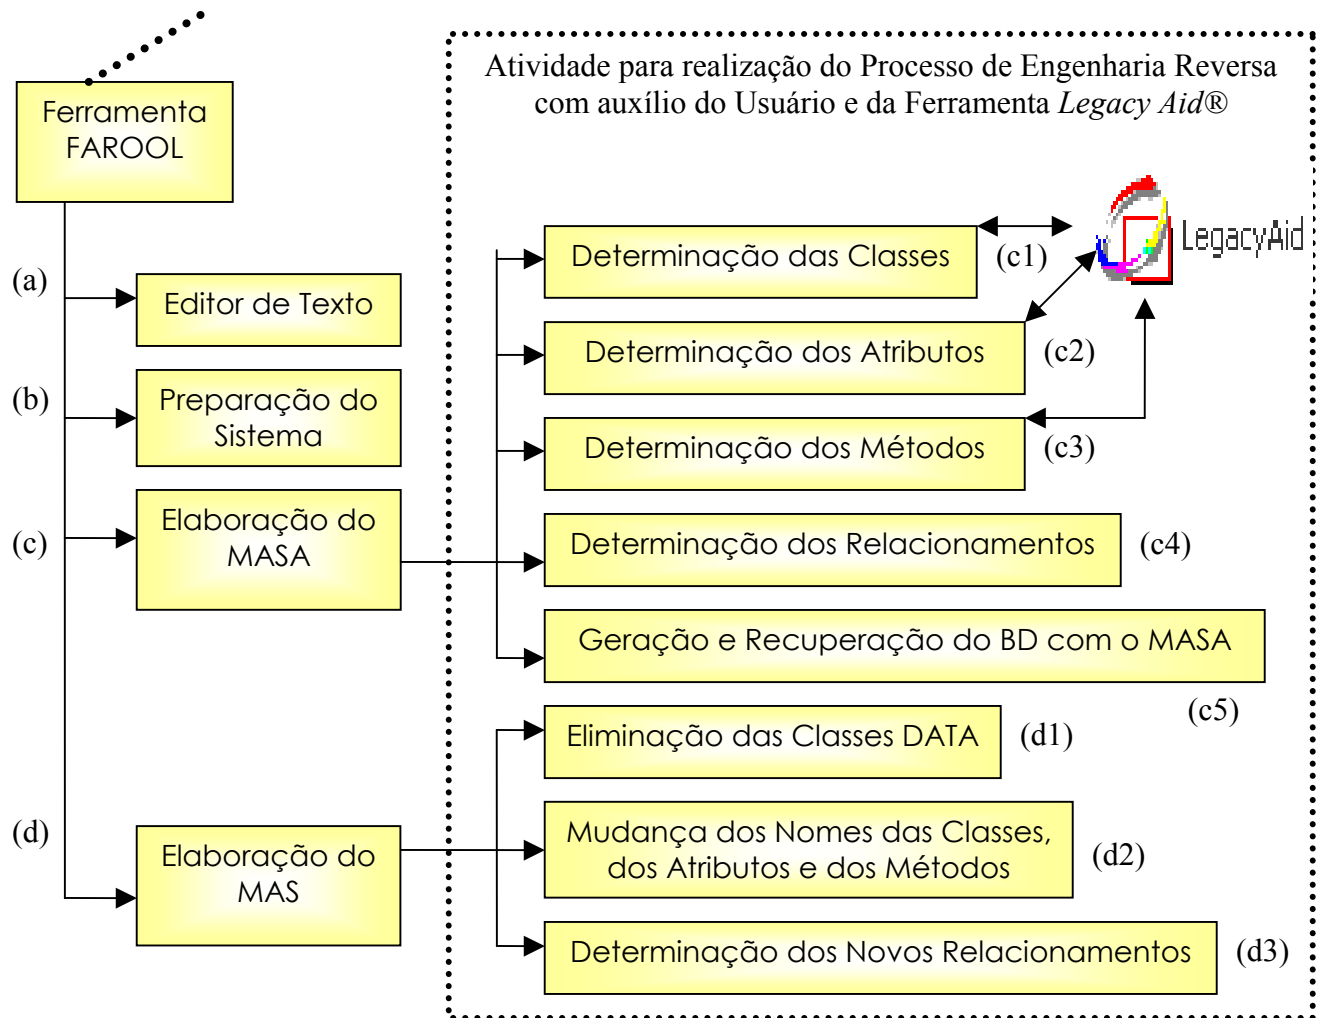 Ferramenta
FAROOL
(a)
Editor de Texto
(b)
Preparação do
Sistema
(c)
Elaboração do
MASA
(d)
Elaboração do
MAS
Atividade para realização do Processo de Engenharia Reversa
com auxílio do Usuário e da Ferramenta Legacy Aid®
Determinação das Classes
(c1)
LegacyAid
Determinação dos Atributos
(c2)
Determinação dos Métodos
(c3)
Determinação dos Relacionamentos
(c4)
Geração e Recuperação do BD com o MASA
(c5)
Eliminação das Classes DATA
(d1)
Mudança dos Nomes das Classes,
dos Atributos e dos Métodos
(d2)
Determinação dos Novos Relacionamentos
(d3)